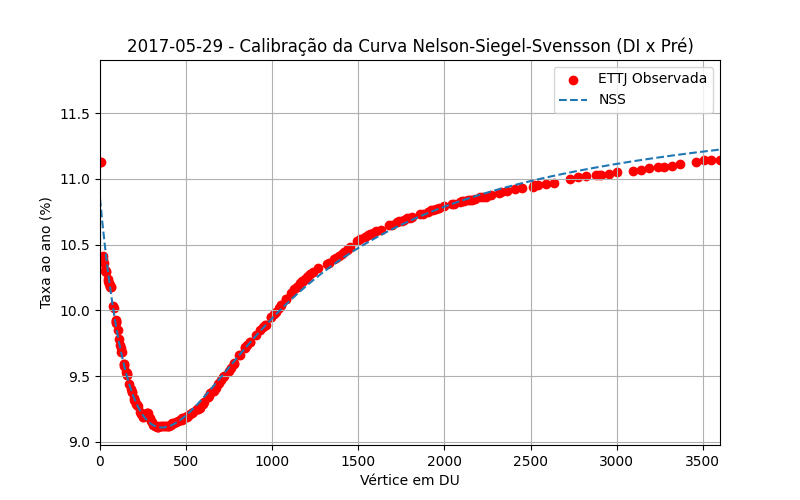 2017-05-29 - Calibração da Curva Nelson-Siegel-Svensson (DI x Pré)
ETTJ Observada
NSS
Taxa ao ano (%)
11.5
11.0
10.5
10.0
9.5
9.0
0 500 1000 1500 2000 2500 3000 3500
Vértice em DU